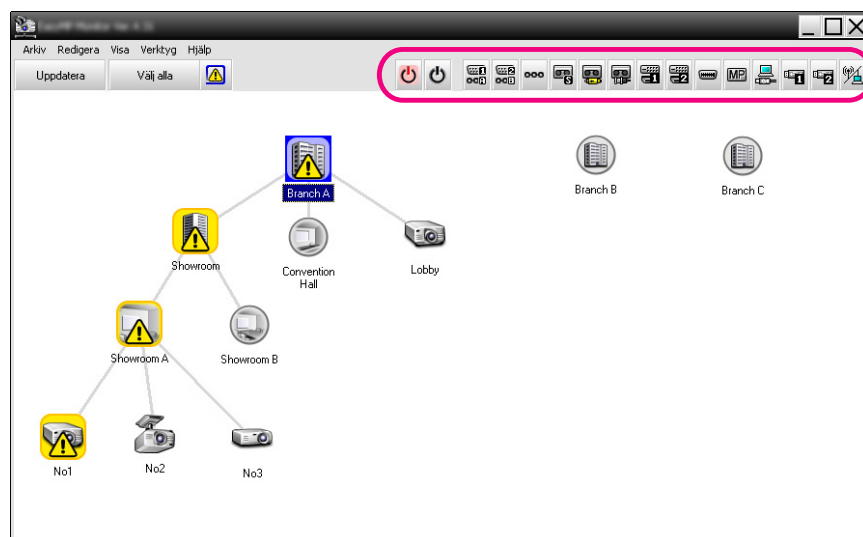 Arkiv Redigera Visa Verktyg Hjälp
Uppdatera Välj alla
MP
Branch A
Branch B
Branch C
Showroom
Convention
Hall
Lobby
Showroom A
Showroom B
No1
No2
No3